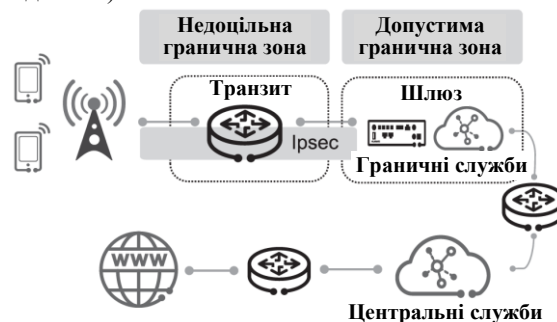 Недоцільна
гранична зона
Допустима
гранична зона
Транзит
Шлюз
Ipsec
Граничні служби
WWW
Центральні служби